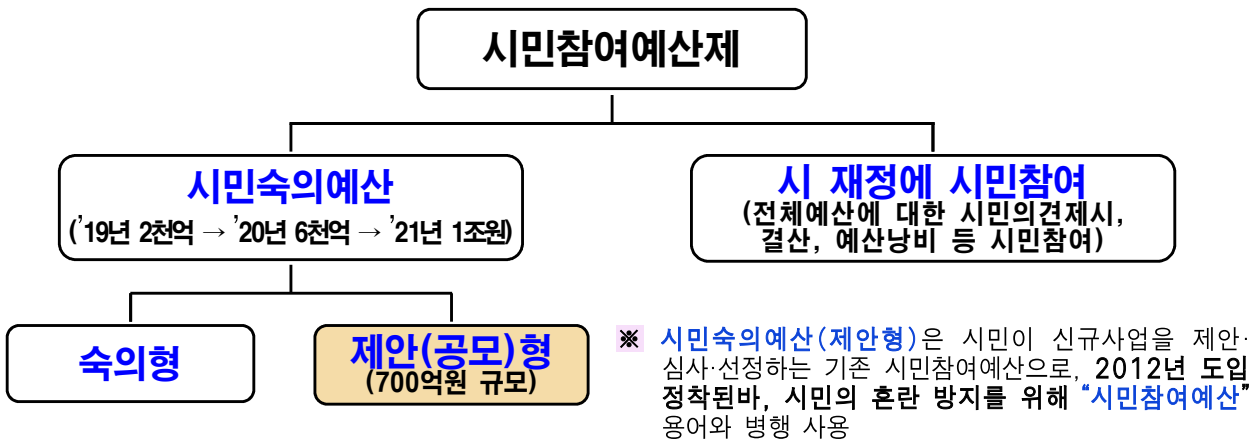 시민참여예산제
시민숙의예산
(’19년 2천억 → ’20년 6천억 → ’21년 1조원)
시 재정에 시민참여
(전체예산에 대한 시민의견제시,
결산, 예산낭비 등 시민참여)
숙의형
제안(공모)형
(700억원 규모)
※ 시민숙의예산(제안형)은 시민이 신규사업을 제안·
심사·선정하는 기존 시민참여예산으로, 2012년 도입
정착된바, 시민의 혼란 방지를 위해 “시민참여예산”
용어와 병행 사용